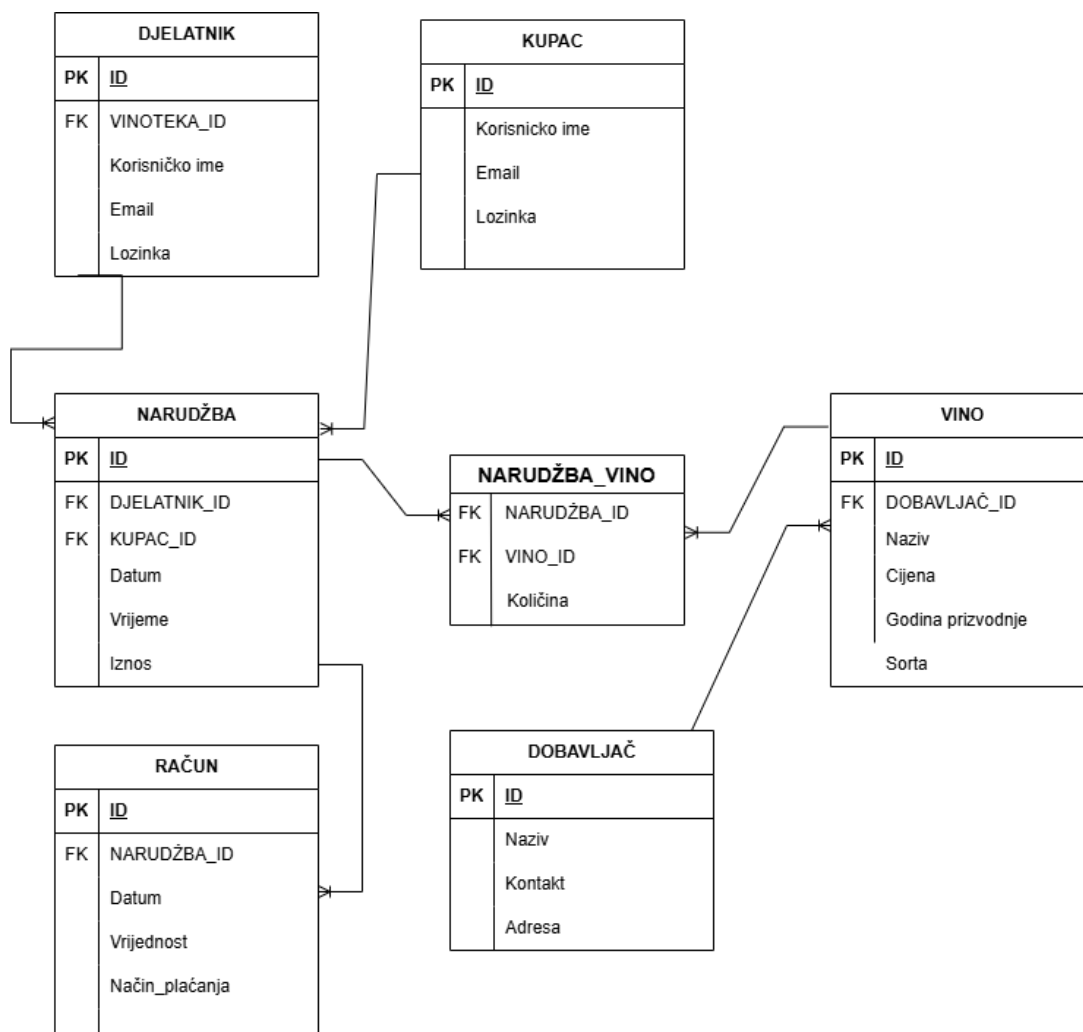 DJELATNIK
PK ID
FK VINOTEKA_ID
Korisničko ime
Email
Lozinka
KUPAC
PK ID
Korisnicko ime
Email
Lozinka
NARUDŽBA
PK ID
FK DJELATNIK_ID
FK KUPAC_ID
Datum
Vrijeme
Iznos
NARUDŽBA_VINO
FK NARUDŽBA_ID
FK VINO_ID
Količina
VINO
PK ID
FK DOBAVLJAČ_ID
Naziv
Cijena
Godina prizvodnje
Sorta
RAČUN
PK ID
FK NARUDŽBA_ID
Datum
Vrijednost
Način_plaćanja
DOBAVLJAČ
PK ID
Naziv
Kontakt
Adresa